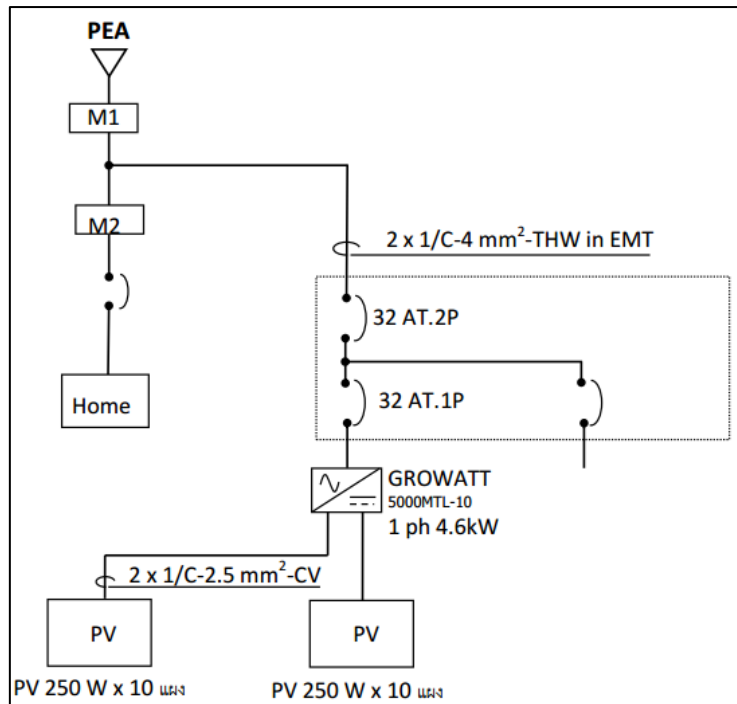 PEA
M1
M2
2 x 1/C-4 mm²-THW in EMT
32 AT.2P
32 AT.1P
Home
GROWATT
5000MTL-10
1 ph 4.6kW
2 x 1/C-2.5 mm²-CV
PV
PV
PV 250 W x 10 แผง
PV 250 W x 10 แผง